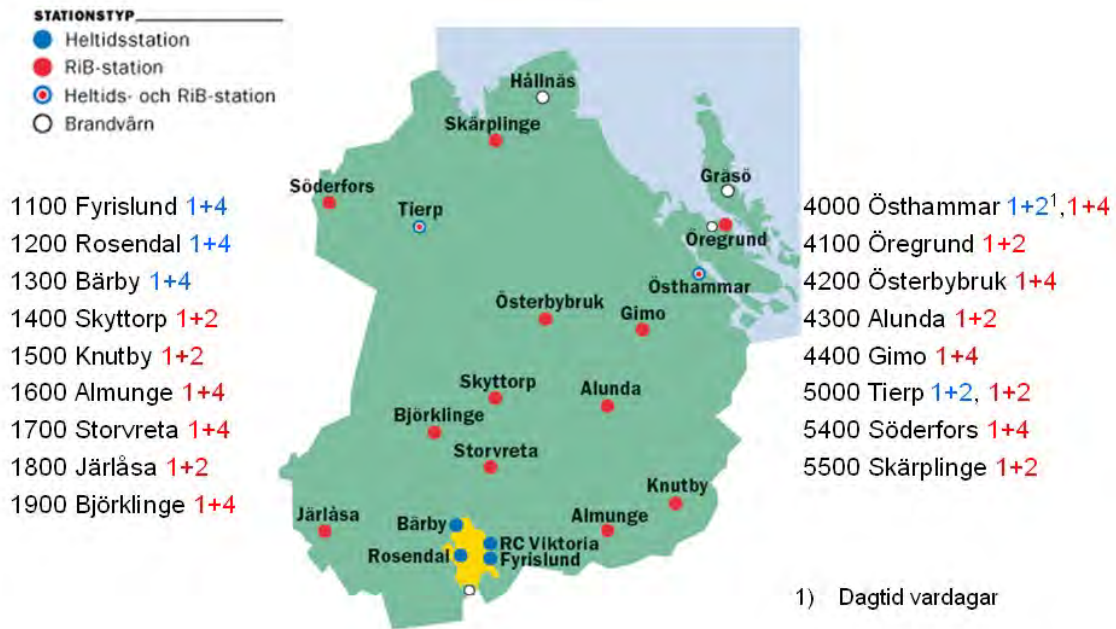 STATIONSTYP
Heltidsstation
RiB-station
Heltids- och RiB-station
Brandvärn
1100 Fyrislund 1+4
1200 Rosendal 1+4
1300 Bärby 1+4
1400 Skyttorp 1+2
1500 Knutby 1+2
1600 Almunge 1+4
1700 Storvreta 1+4
1800 Järlåsa 1+2
1900 Björklinge 1+4
Hållnäs
Skärplinge
Söderfors
Tierp
Gräsö
Öregrund
Östhammar
Österbybruk
Gimo
Skyttorp
Alunda
Björklinge
Storvreta
Knutby
Järlåsa
Bärby
Almunge
RC Viktoria
Rosendal
Fyrislund
4000 Östhammar 1+2¹, 1+4
4100 Öregrund 1+2
4200 Österbybruk 1+4
4300 Alunda 1+2
4400 Gimo 1+4
5000 Tierp 1+2, 1+2
5400 Söderfors 1+4
5500 Skärplinge 1+2
1) Dagtid vardagar